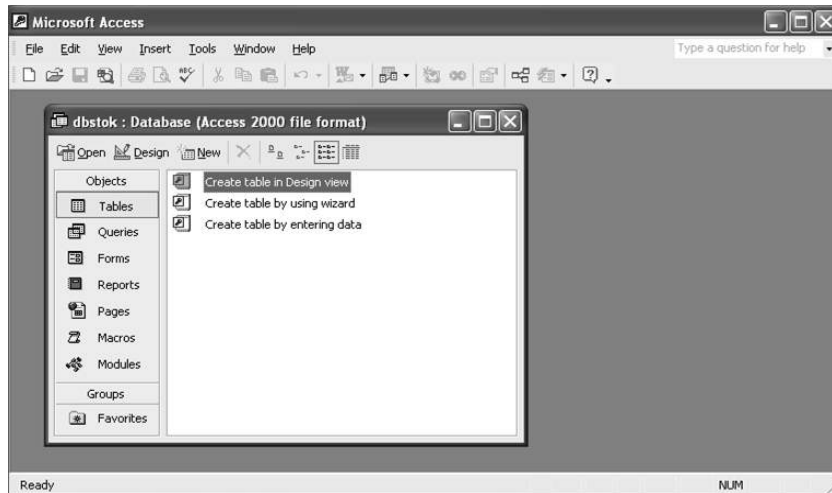 Microsoft Access
File Edit View Insert Tools Window Help
Type a question for help
dbstok : Database (Access 2000 file format)
Open Design New
Objects
Tables
Queries
Forms
Reports
Pages
Macros
Modules
Groups
Favorites
Create table in Design view
Create table by using wizard
Create table by entering data
Ready
NUM